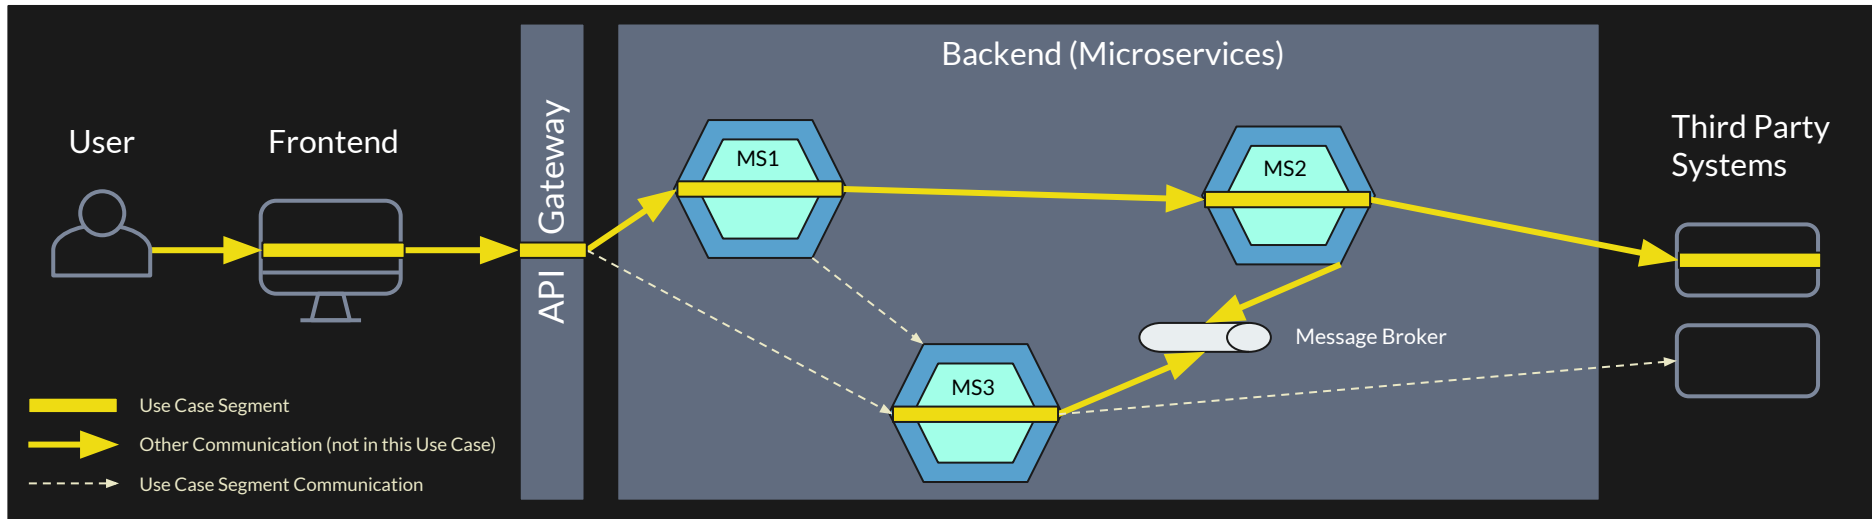 Backend (Microservices)
User
Frontend
API Gateway
MS1
MS2
Third Party
Systems
Message Broker
MS3
Use Case Segment
Other Communication (not in this Use Case)
Use Case Segment Communication